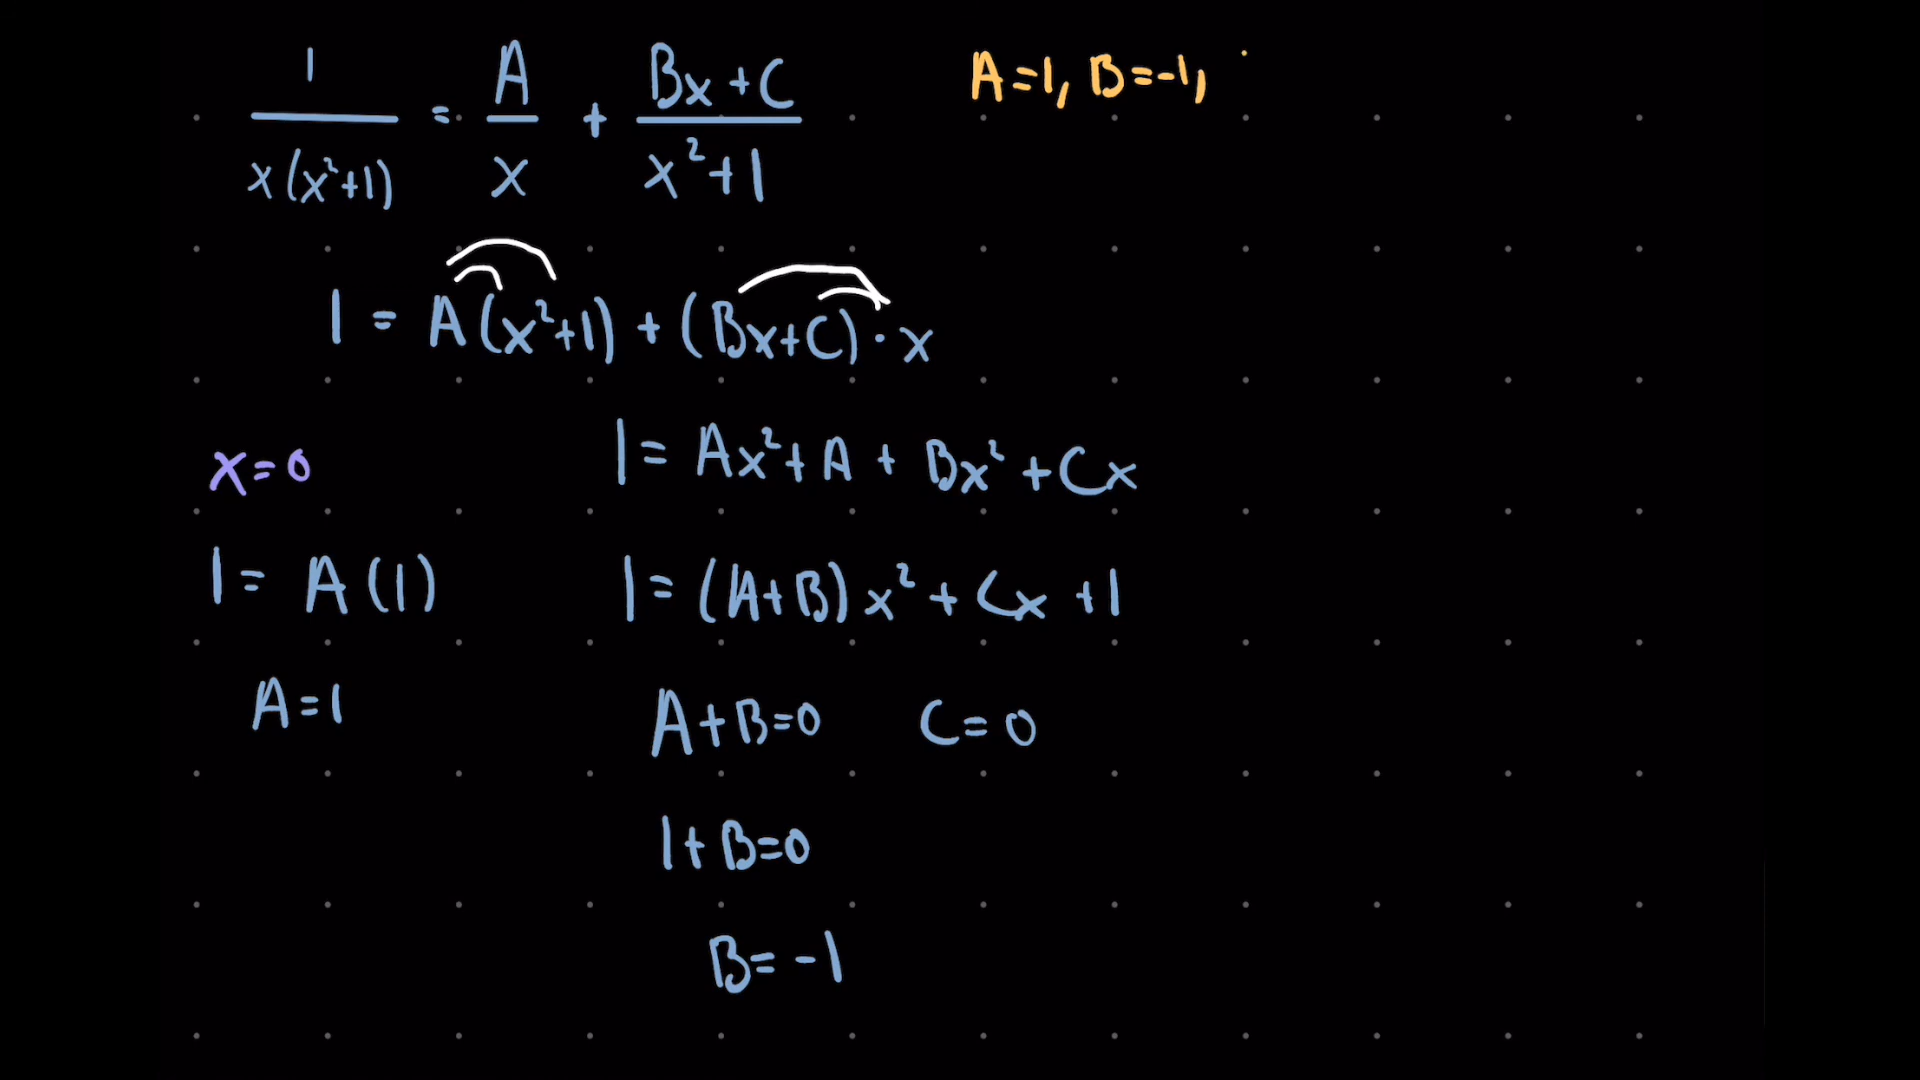 1/(x(x²+1)) = A/x + (Bx+C)/(x²+1)
A=1, B=-1,
1 = A(x²+1) + (Bx+C)·x
x=0
1 = Ax²+A + Bx² + Cx
1 = A(1)
1 = (A+B)x² + Cx +1
A=1
A+B=0
C=0
1+B=0
B=-1